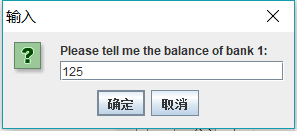 输入
Please tell me the balance of bank 1:
125
确定 取消